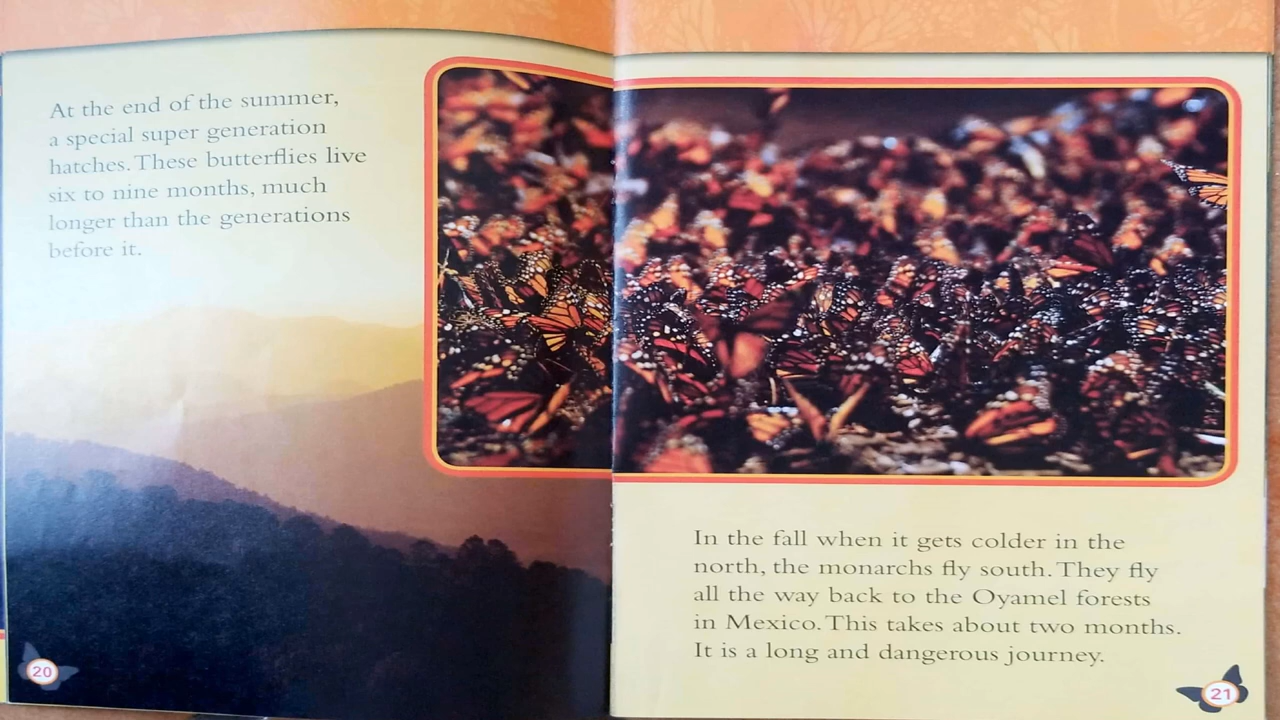 At the end of the summer,
a special super generation
hatches. These butterflies live
six to nine months, much
longer than the generations
before it.
20
In the fall when it gets colder in the
north, the monarchs fly south. They fly
all the way back to the Oyamel forests
in Mexico. This takes about two months.
It is a long and dangerous journey.
21